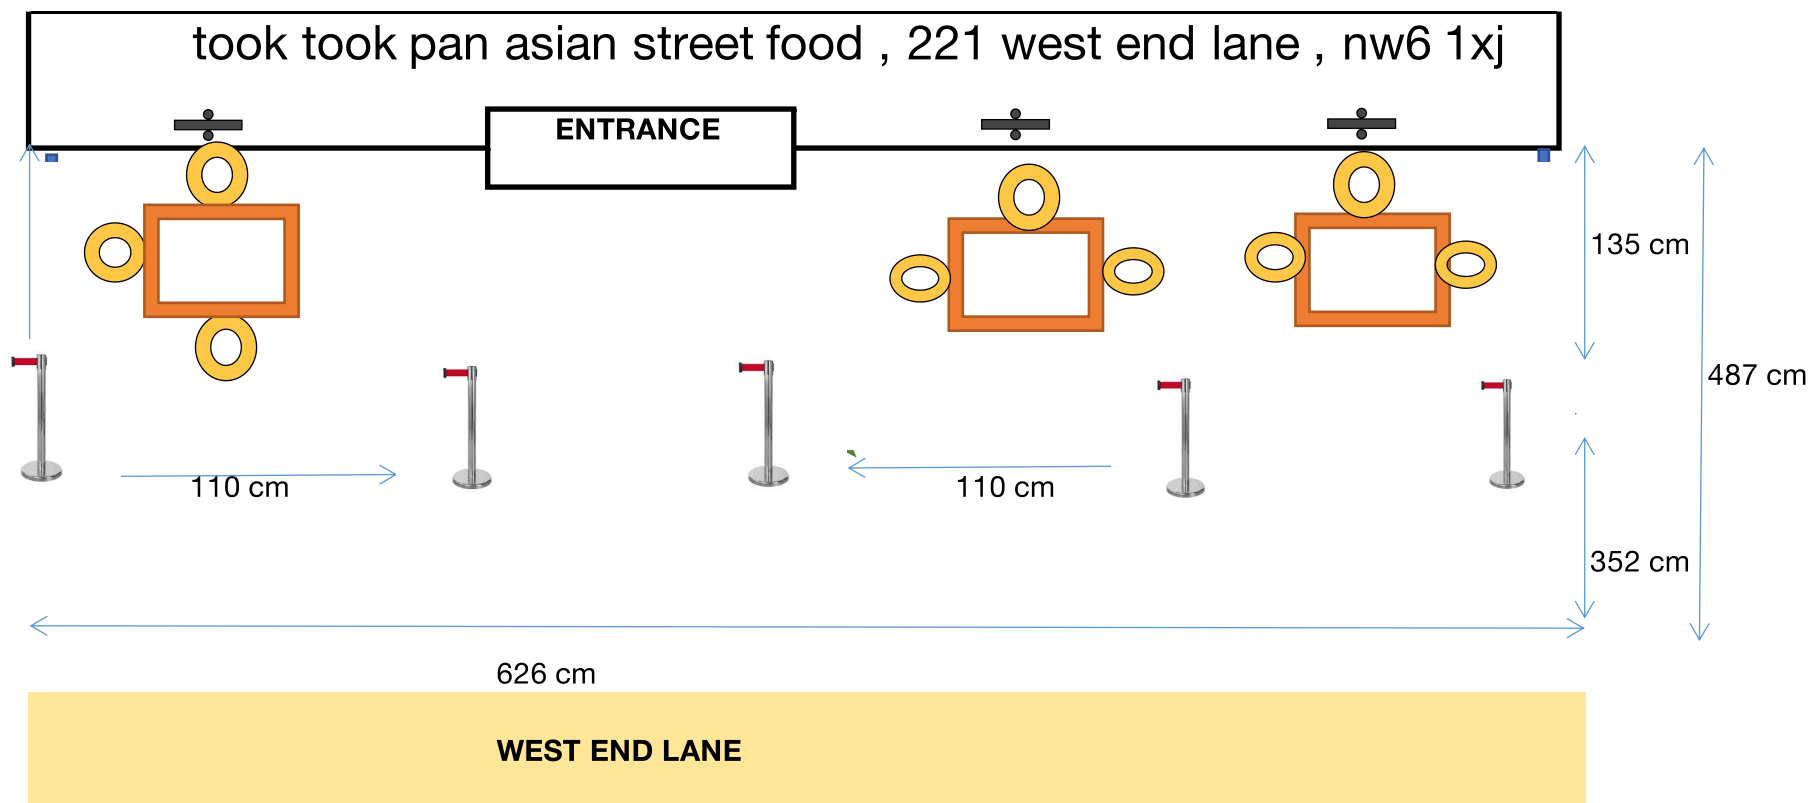 took took pan asian street food , 221 west end lane , nw6 1xj
ENTRANCE
135 cm
487 cm
110 cm
110 cm
352 cm
626 cm
WEST END LANE